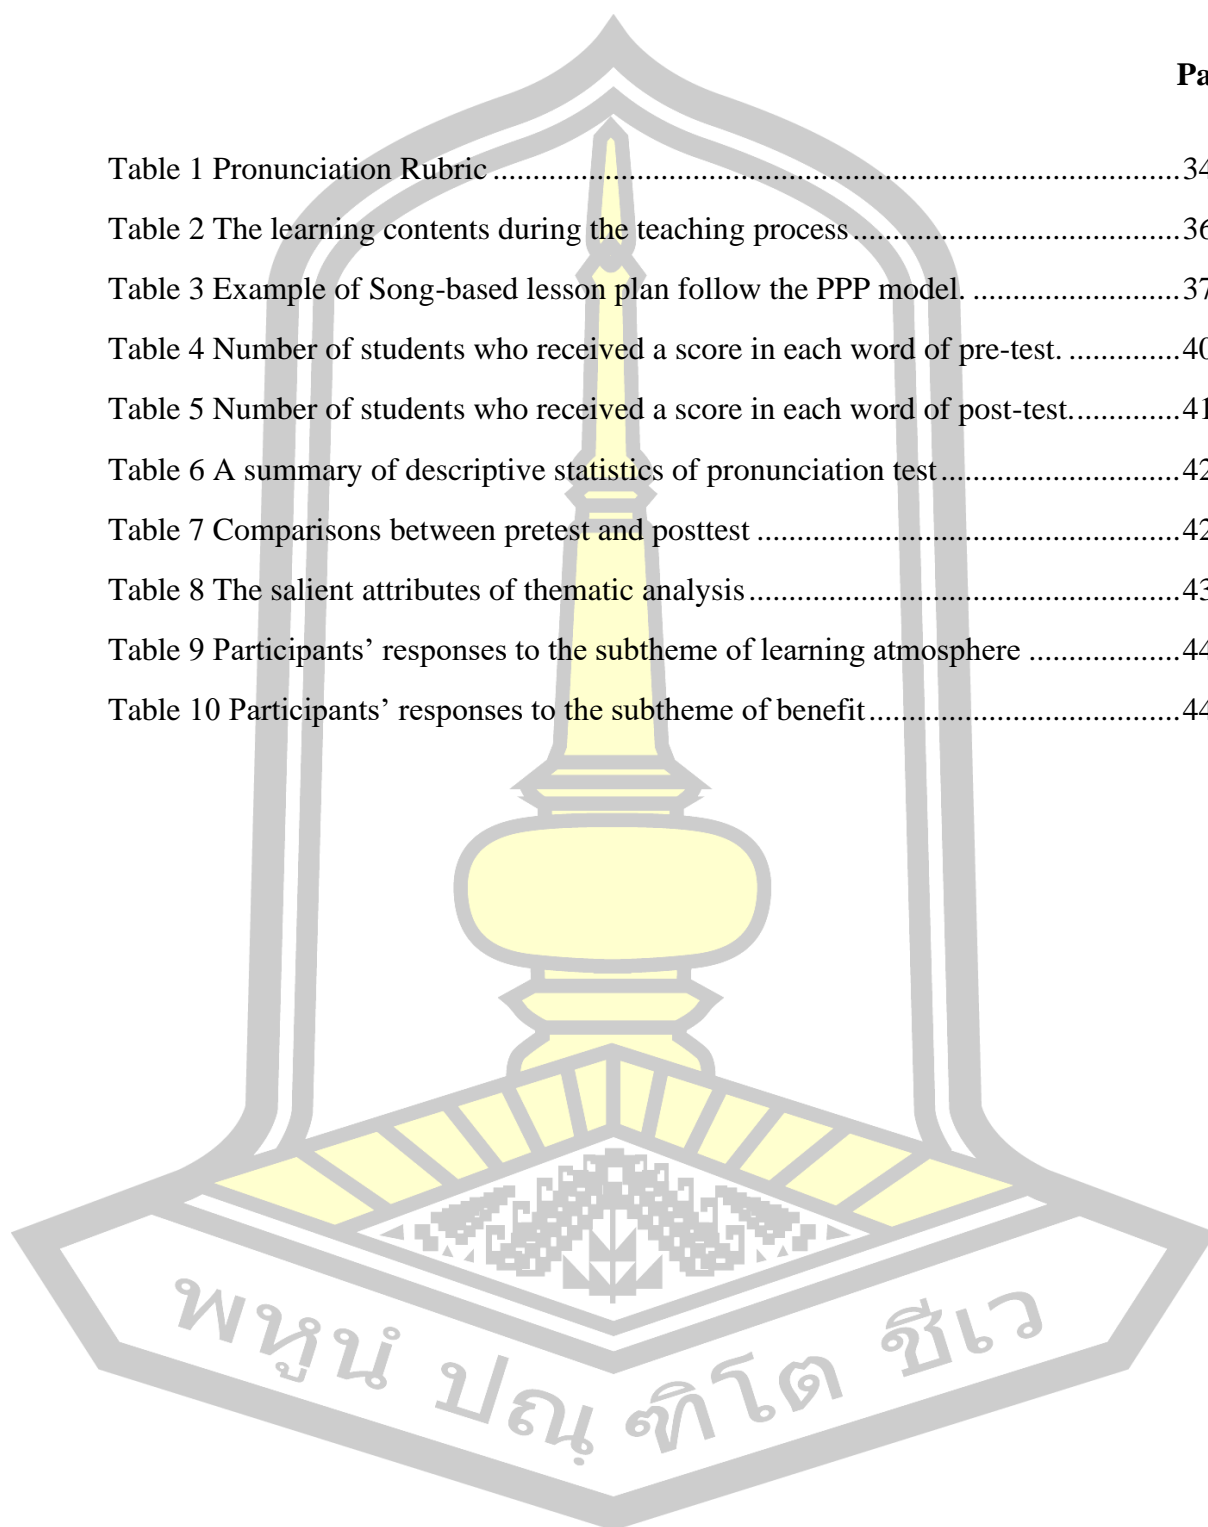 Pa
Table 1 Pronunciation Rubric ........................................................................................34
Table 2 The learning contents during the teaching process .........................................36
Table 3 Example of Song-based lesson plan follow the PPP model. ..........................37
Table 4 Number of students who received a score in each word of pre-test. ..............40
Table 5 Number of students who received a score in each word of post-test..............41
Table 6 A summary of descriptive statistics of pronunciation test ..............................42
Table 7 Comparisons between pretest and posttest .....................................................42
Table 8 The salient attributes of thematic analysis ......................................................43
Table 9 Participants’ responses to the subtheme of learning atmosphere ...................44
Table 10 Participants’ responses to the subtheme of benefit .......................................44
พหูนํ ปณฺ ฑิโต ชีเว